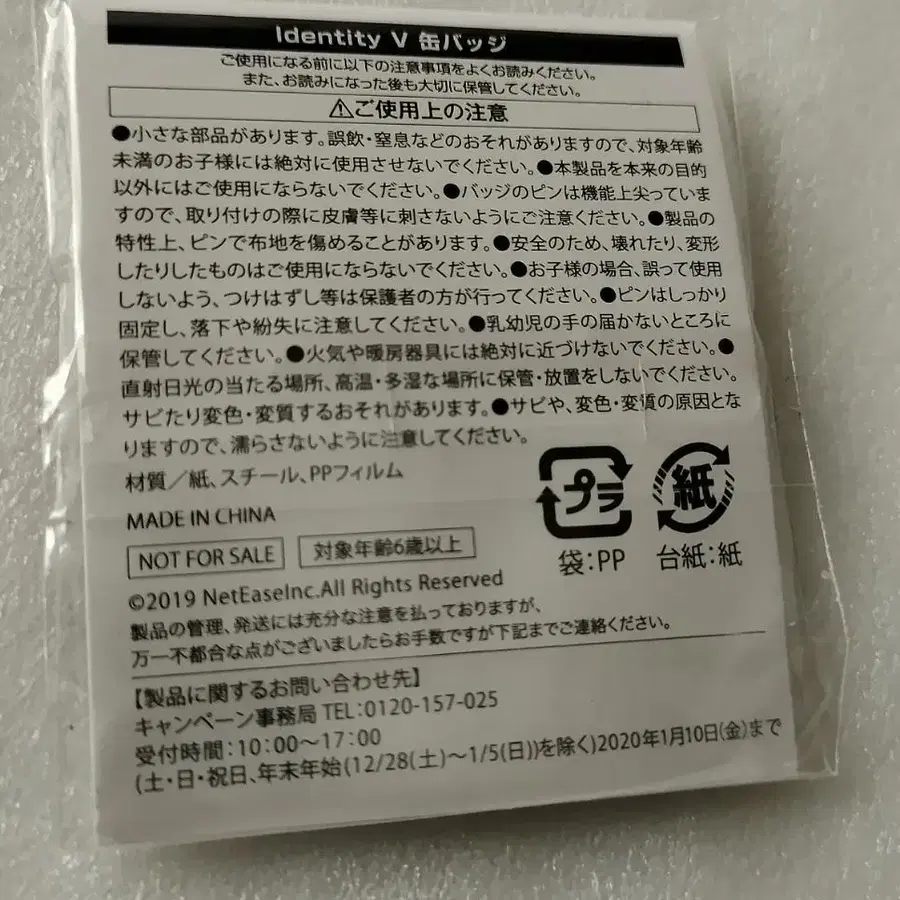 Identity V 缶バッジ
ご使用になる前に以下の注意事項をよくお読みください。
また、お読みになった後も大切に保管してください。
⚠ご使用上の注意
●小さな部品があります。誤飲・窒息などのおそれがありますので、対象年齢
未満のお子様には絶対に使用させないでください。●本製品を本来の目的
以外にはご使用にならないでください。●バッジのピンは機能上尖っていま
すので、取り付けの際に皮膚等に刺さないようにご注意ください。●製品の
特性上、ピンで布地を傷めることがあります。●安全のため、壊れたり、変形
したりしたものはご使用にならないでください。●お子様の場合、誤って使用
しないよう、つけはずし等は保護者の方が行ってください。●ピンはしっかり
固定し、落下や紛失に注意してください。●乳幼児の手の届かないところに
保管してください。●火気や暖房器具には絶対に近づけないでください。●
直射日光の当たる場所、高温・多湿な場所に保管・放置をしないでください。
サビたり変色・変質するおそれがあります。●サビや、変色・変質の原因とな
りますので、濡らさないように注意してください。
材質／紙、スチール、PPフィルム
MADE IN CHINA
NOT FOR SALE
対象年齢6歳以上
プラ
紙
袋:PP
台紙:紙
©2019 NetEaseInc.All Rights Reserved
製品の管理、発送には充分な注意を払っておりますが、
万一不都合な点がございましたらお手数ですが下記までご連絡ください。
【製品に関するお問い合わせ先】
キャンペーン事務局 TEL:0120-157-025
受付時間:10:00～17:00
(土・日・祝日、年末年始(12/28(土)～1/5(日))を除く)2020年1月10日(金)まで